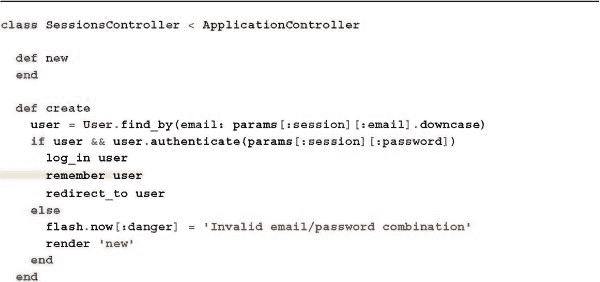 class SessionsController < ApplicationController
def new
end
def create
user = User.find_by(email: params[:session][:email].downcase)
if user && user.authenticate(params[:session][:password])
log_in user
remember user
redirect_to user
else
flash.now[:danger] = 'Invalid email/password combination'
render 'new'
end
end